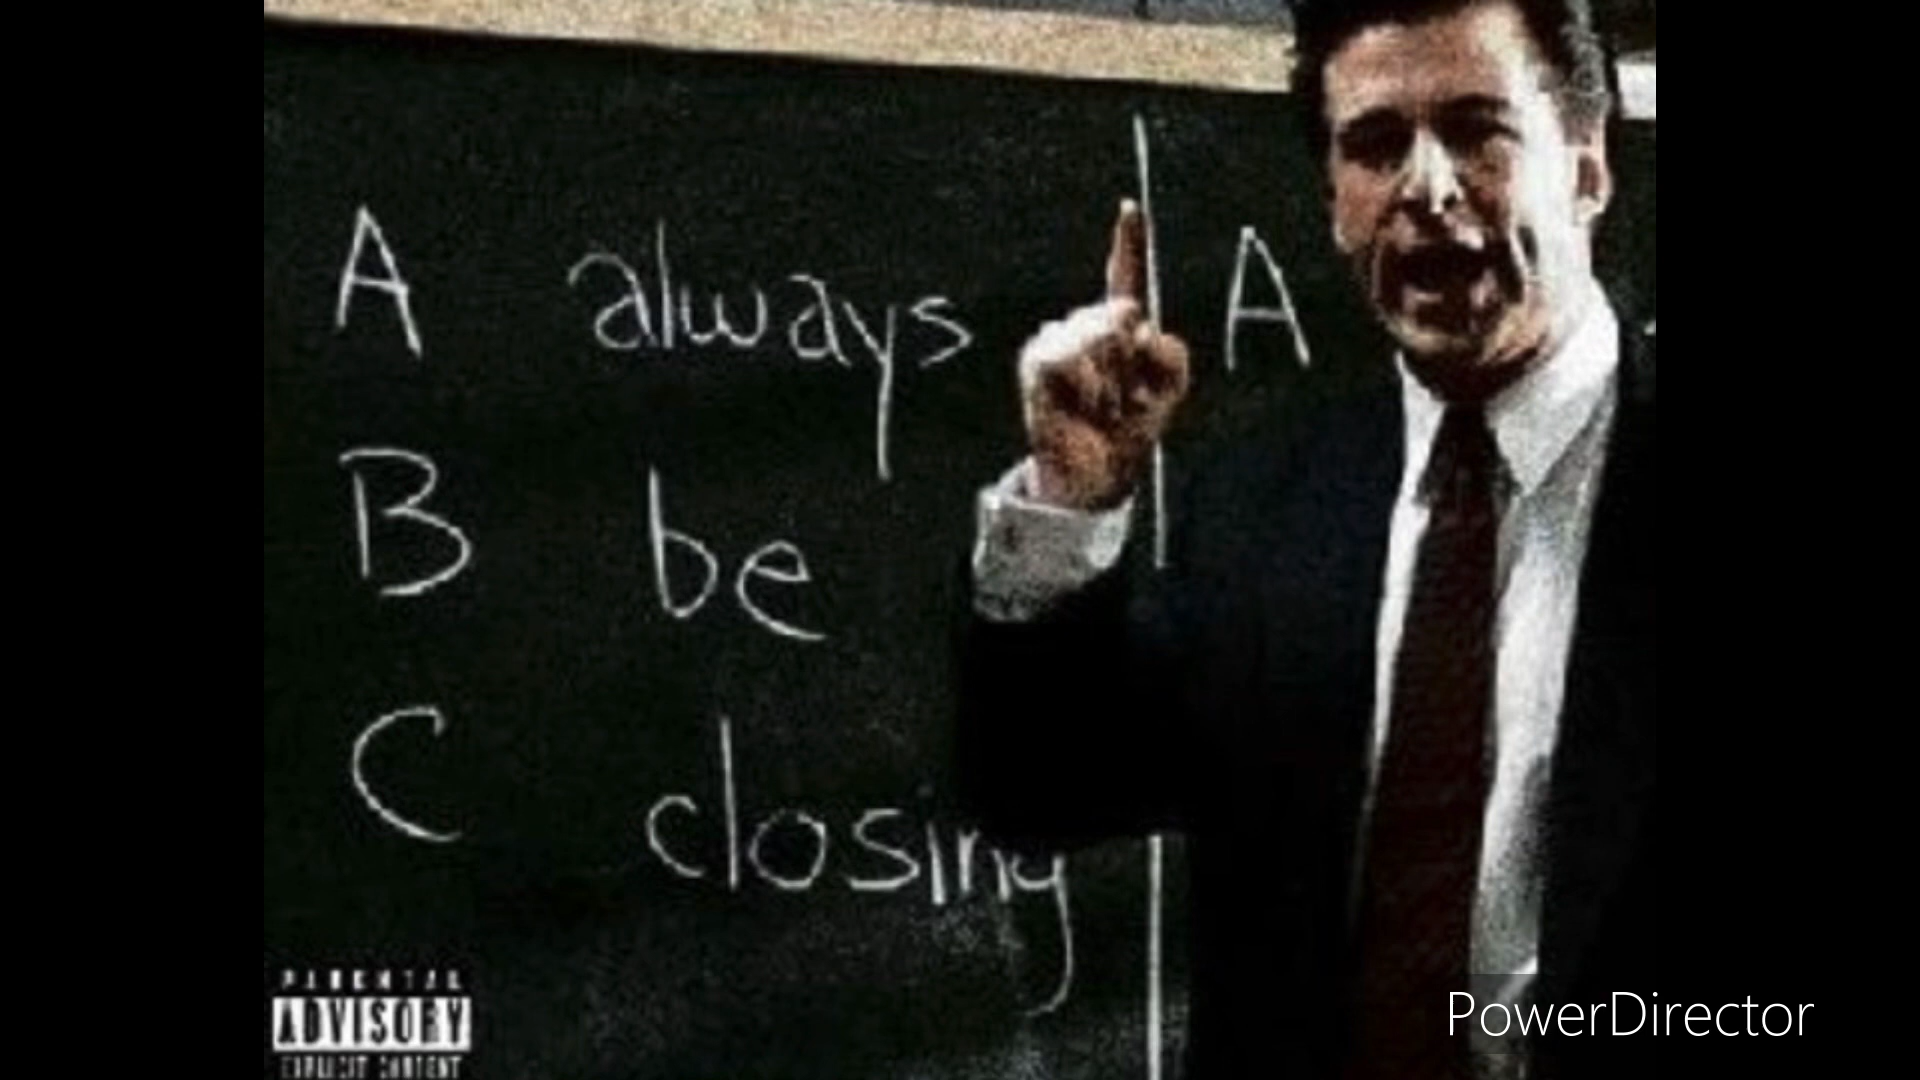 A always A
B be
C closing
PARENTAL
ADVISORY
EXPLICIT CONTENT
PowerDirector